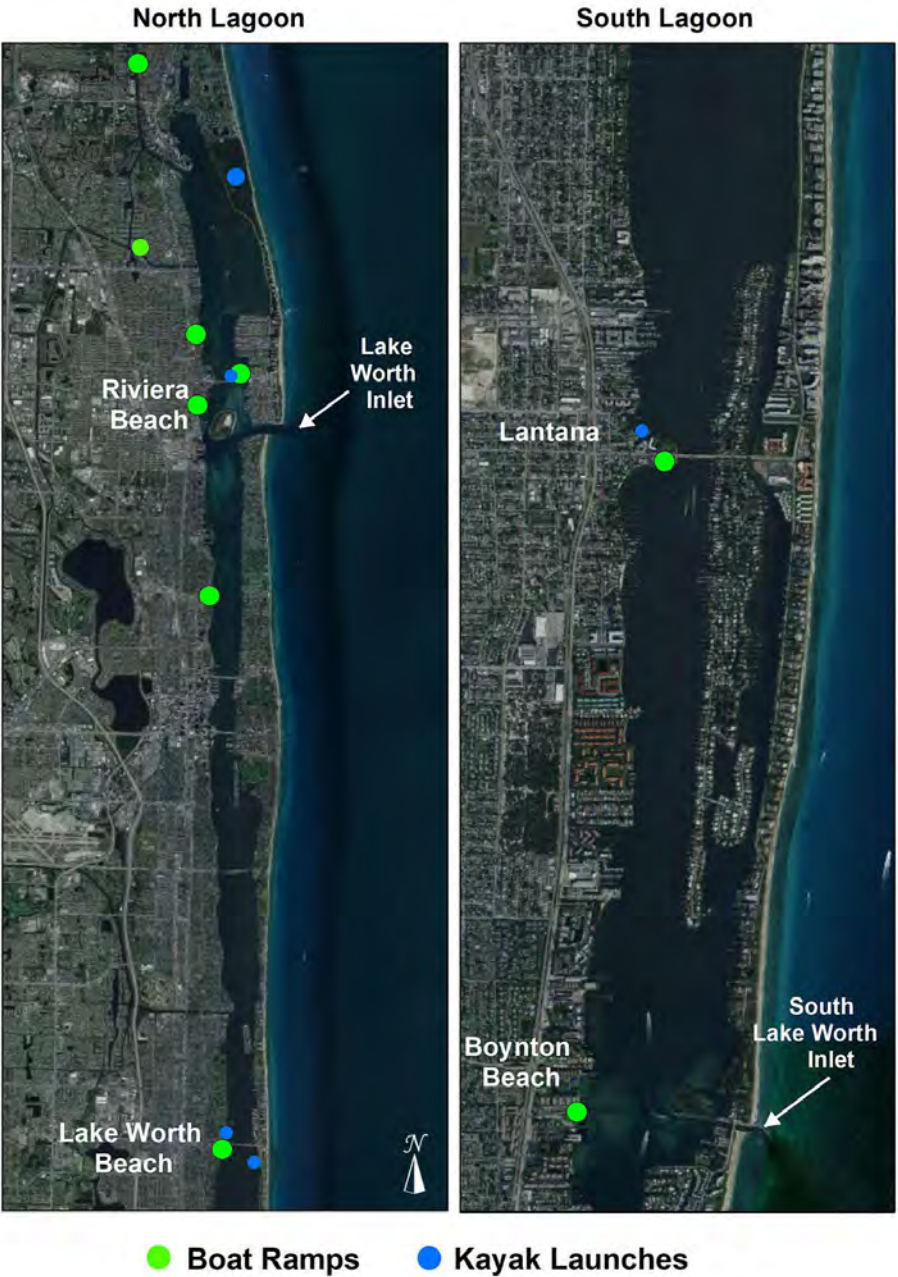 North Lagoon
South Lagoon
Lake
Worth
Inlet
Riviera
Beach
Lake Worth
Beach
N
Lantana
South
Lake Worth
Inlet
Boynton
Beach
Boat Ramps
Kayak Launches